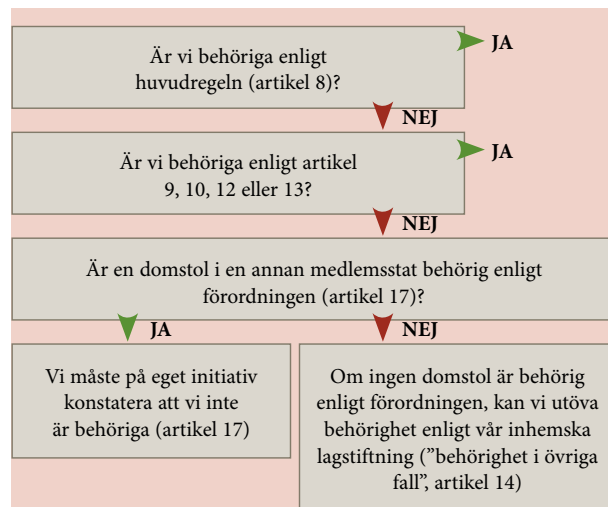 Är vi behöriga enligt
huvudregeln (artikel 8)?
JA
NEJ
Är vi behöriga enligt artikel
9, 10, 12 eller 13?
JA
NEJ
Är en domstol i en annan medlemsstat behörig enligt
förordningen (artikel 17)?
JA
NEJ
Vi måste på eget initiativ
konstatera att vi inte
är behöriga (artikel 17)
Om ingen domstol är behörig
enligt förordningen, kan vi utöva
behörighet enligt vår inhemska
lagstiftning (”behörighet i övriga
fall”, artikel 14)